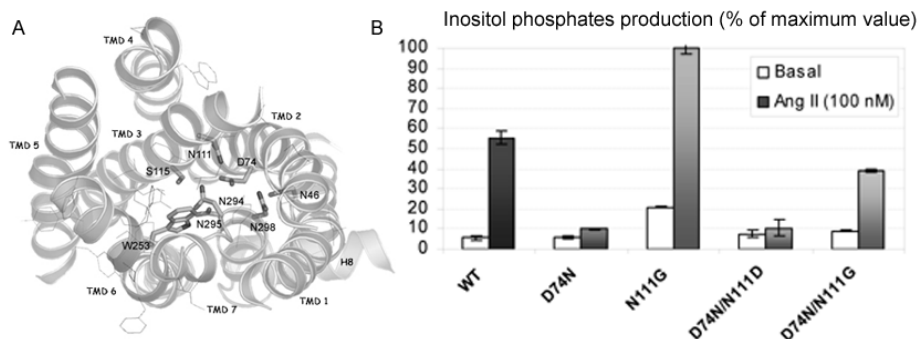 A
B
Inositol phosphates production (% of maximum value)
TMD 4
TMD 2
TMD 3
TMD 5
N111
D74
S115
N46
N294
N295
N298
W253
H8
TMD 6
TMD 7
TMD 1
100
90
80
70
60
50
40
30
20
10
0
Basal
Ang II (100 nM)
WT
D74N
N111G
D74N/N111D
D74N/N111G